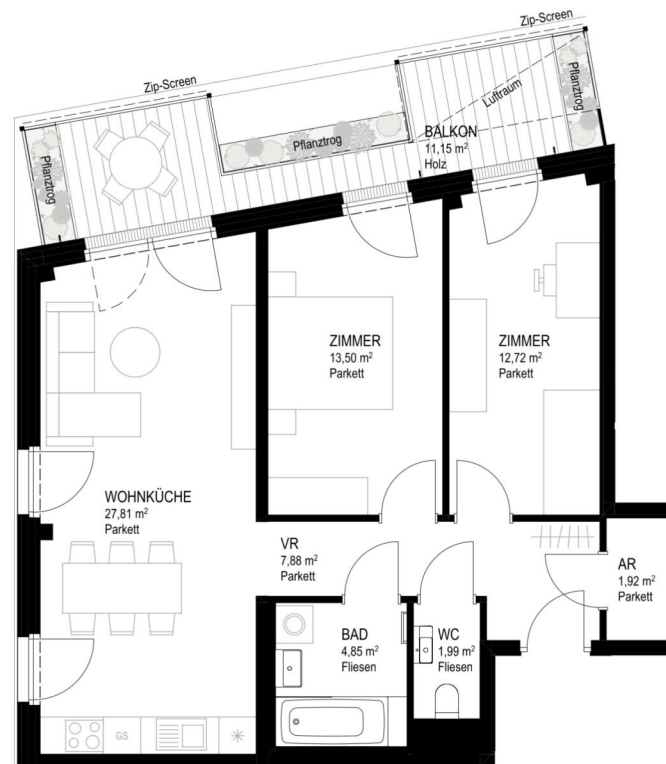 Zip-Screen
Zip-Screen
Pflanztrog
Luftraum
Pflanztrog
Pflanztrog
BALKON
11,15 m²
Holz
ZIMMER
13,50 m²
Parkett
ZIMMER
12,72 m²
Parkett
WOHNKÜCHE
27,81 m²
Parkett
VR
7,88 m²
Parkett
AR
1,92 m²
Parkett
BAD
4,85 m²
Fliesen
WC
1,99 m²
Fliesen
GS